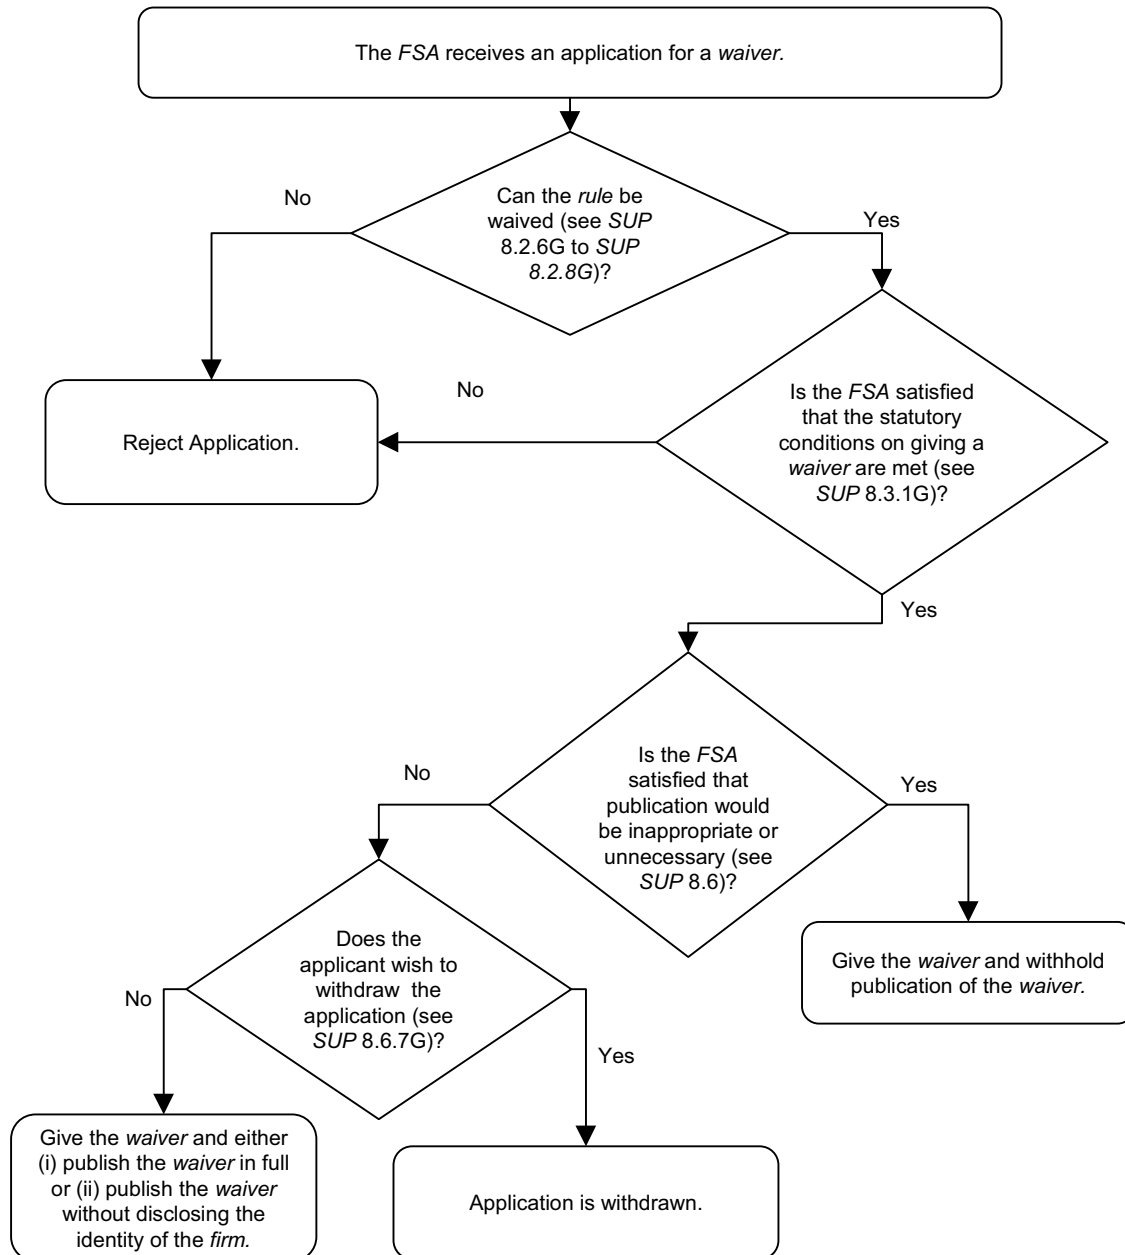 The FSA receives an application for a waiver.
No
Can the rule be
waived (see SUP
8.2.6G to SUP
8.2.8G)?
Yes
Reject Application.
No
Is the FSA satisfied
that the statutory
conditions on giving a
waiver are met (see
SUP 8.3.1G)?
Yes
No
Is the FSA
satisfied that
publication would
be inappropriate or
unnecessary (see
SUP 8.6)?
Yes
Give the waiver and withhold
publication of the waiver.
No
Does the
applicant wish to
withdraw the
application (see
SUP 8.6.7G)?
Yes
Give the waiver and either
(i) publish the waiver in full
or (ii) publish the waiver
without disclosing the
identity of the firm.
Application is withdrawn.